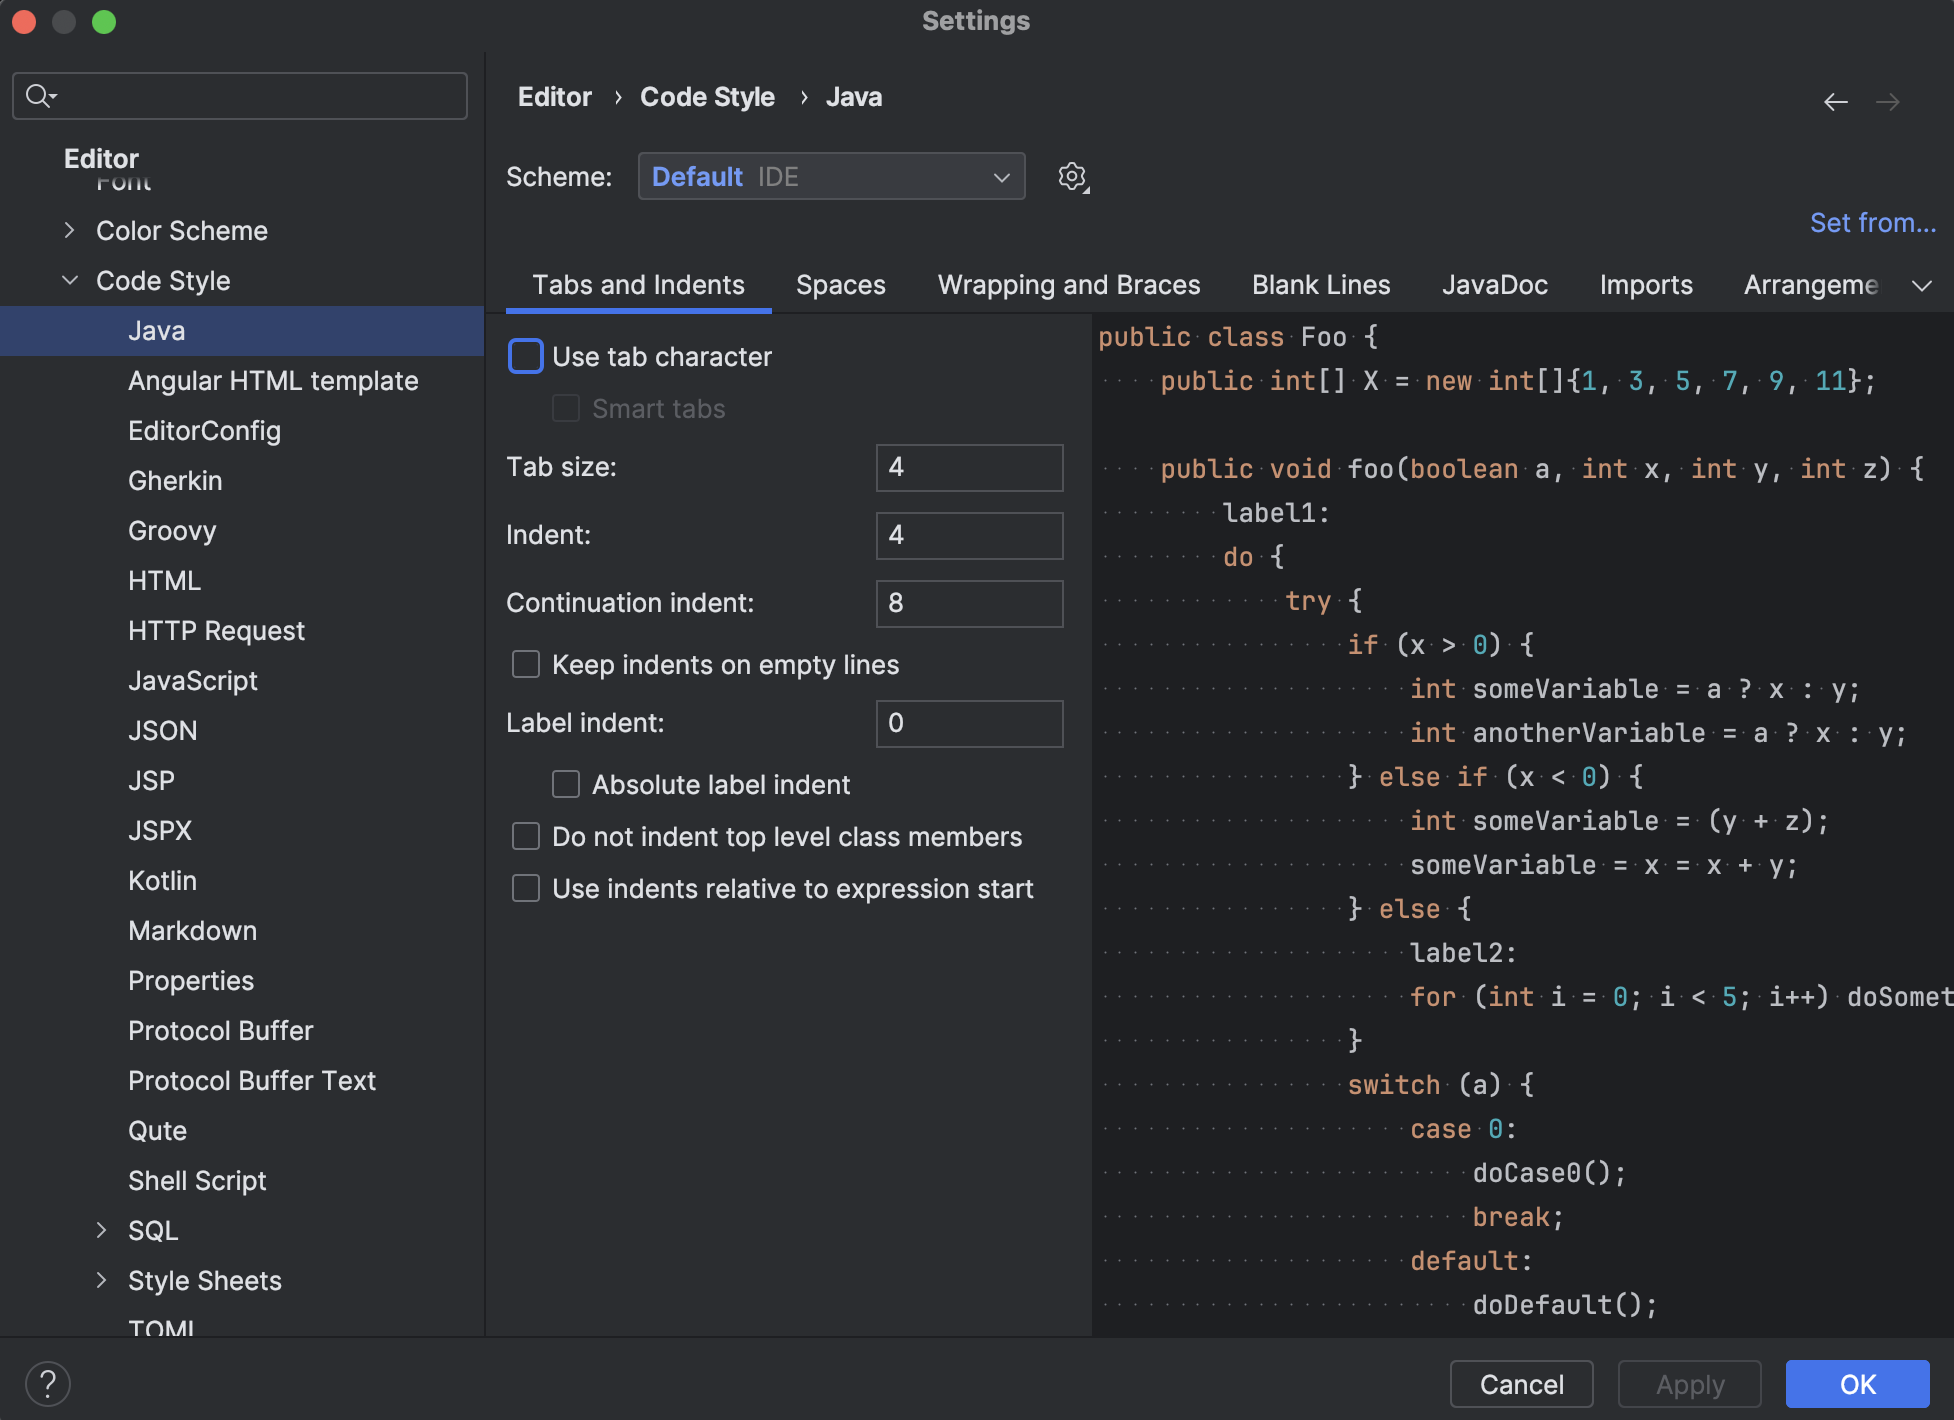 Settings
Editor
Font
Color Scheme
Code Style
Java
Angular HTML template
EditorConfig
Gherkin
Groovy
HTML
HTTP Request
JavaScript
JSON
JSP
JSPX
Kotlin
Markdown
Properties
Protocol Buffer
Protocol Buffer Text
Qute
Shell Script
SQL
Style Sheets
TOML
Editor › Code Style › Java
Scheme: Default IDE
Set from...
Tabs and Indents Spaces Wrapping and Braces Blank Lines JavaDoc Imports Arrangeme
Use tab character
Smart tabs
Tab size: 4
Indent: 4
Continuation indent: 8
Keep indents on empty lines
Label indent: 0
Absolute label indent
Do not indent top level class members
Use indents relative to expression start
public class Foo {
    public int[] X = new int[]{1, 3, 5, 7, 9, 11};
    public void foo(boolean a, int x, int y, int z) {
        label1:
        do {
            try {
                if (x > 0) {
                    int someVariable = a ? x : y;
                    int anotherVariable = a ? x : y;
                } else if (x < 0) {
                    int someVariable = (y + z);
                    someVariable = x = x + y;
                } else {
                    label2:
                    for (int i = 0; i < 5; i++) doSomet
                }
                switch (a) {
                    case 0:
                        doCase0();
                        break;
                    default:
                        doDefault();
?
Cancel Apply OK